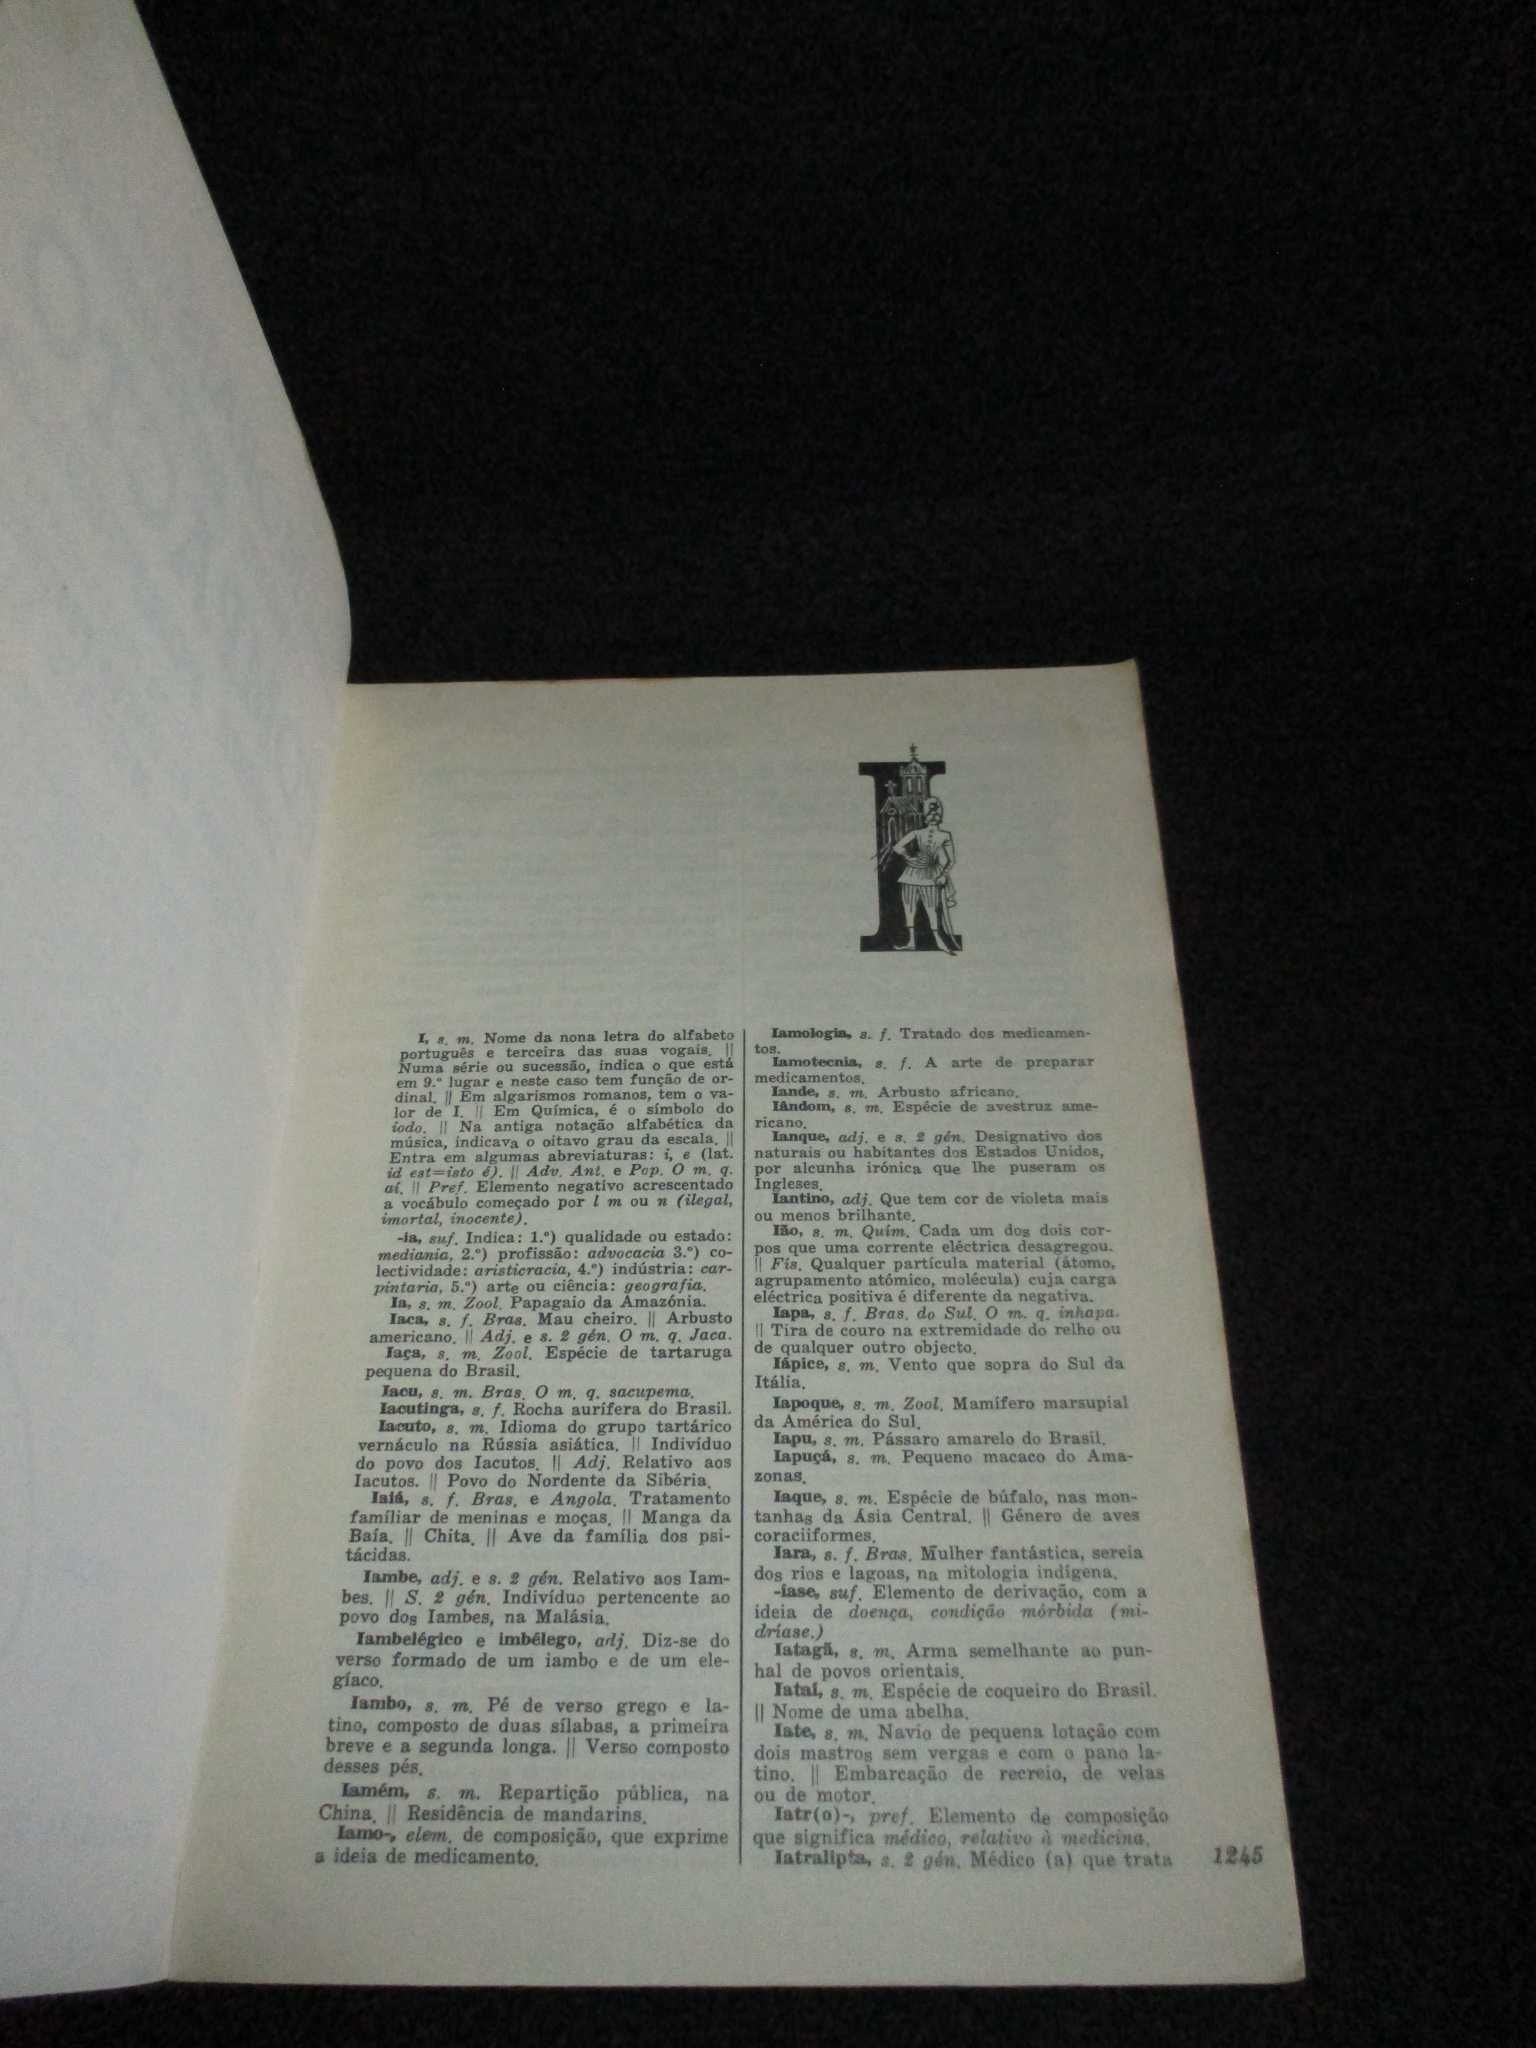 I
I, s. m. Nome da nona letra do alfabeto
português e terceira das suas vogais. ||
Numa série ou sucessão, indica o que está
em 9.º lugar e neste caso tem função de or-
dinal. || Em algarismos romanos, tem o va-
lor de I. || Em Química, é o símbolo do
iodo. || Na antiga notação alfabética da
música, indicava o oitavo grau da escala. ||
Entra em algumas abreviaturas: i, e (lat.
id est=isto é). || Adv. Ant. e Pop. O m. q.
aí. || Pref. Elemento negativo acrescentado
a vocábulo começado por l m ou n (ilegal,
imortal, inocente).
-ia, suf. Indica: 1.º) qualidade ou estado:
mediania, 2.º) profissão: advocacia 3.º) co-
lectividade: aristicracia, 4.º) indústria: car-
pintaria, 5.º) arte ou ciência: geografia.
Ia, s. m. Zool. Papagaio da Amazónia.
Iaca, s. f. Bras. Mau cheiro. || Arbusto
americano. || Adj. e s. 2 gén. O m. q. Jaca.
Iaça, s. m. Zool. Espécie de tartaruga
pequena do Brasil.
Iacu, s. m. Bras. O m. q. sacupema.
Iacutinga, s. f. Rocha aurífera do Brasil.
Iacuto, s. m. Idioma do grupo tartárico
vernáculo na Rússia asiática. || Indivíduo
do povo dos Iacutos. || Adj. Relativo aos
Iacutos. || Povo do Nordente da Sibéria.
Iaiá, s. f. Bras. e Angola. Tratamento
familiar de meninas e moças. || Manga da
Baía. || Chita. || Ave da família dos psi-
tácidas.
Iambe, adj. e s. 2 gén. Relativo aos Iam-
bes. || S. 2 gén. Indivíduo pertencente ao
povo dos Iambes, na Malásia.
Iambelégico e imbélego, adj. Diz-se do
verso formado de um iambo e de um ele-
gíaco.
Iambo, s. m. Pé de verso grego e la-
tino, composto de duas sílabas, a primeira
breve e a segunda longa. || Verso composto
desses pés.
Iamém, s. m. Repartição pública, na
China. || Residência de mandarins.
Iamo-, elem. de composição, que exprime
a ideia de medicamento.
Iamologia, s. f. Tratado dos medicamen-
tos.
Iamotecnia, s. f. A arte de preparar
medicamentos.
Iande, s. m. Arbusto africano.
Iândom, s. m. Espécie de avestruz ame-
ricano.
Ianque, adj. e s. 2 gén. Designativo dos
naturais ou habitantes dos Estados Unidos,
por alcunha irónica que lhe puseram os
Ingleses.
Iantino, adj. Que tem cor de violeta mais
ou menos brilhante.
Ião, s. m. Quím. Cada um dos dois cor-
pos que uma corrente eléctrica desagregou.
|| Fís. Qualquer partícula material (átomo,
agrupamento atómico, molécula) cuja carga
eléctrica positiva é diferente da negativa.
Iapa, s. f. Bras. do Sul. O m. q. inhapa.
|| Tira de couro na extremidade do relho ou
de qualquer outro objecto.
Iápice, s. m. Vento que sopra do Sul da
Itália.
Iapoque, s. m. Zool. Mamífero marsupial
da América do Sul.
Iapu, s. m. Pássaro amarelo do Brasil.
Iapuçá, s. m. Pequeno macaco do Ama-
zonas.
Iaque, s. m. Espécie de búfalo, nas mon-
tanhas da Ásia Central. || Género de aves
coraciiformes.
Iara, s. f. Bras. Mulher fantástica, sereia
dos rios e lagoas, na mitologia indígena.
-iase, suf. Elemento de derivação, com a
ideia de doença, condição mórbida (mi-
dríase.)
Iatagã, s. m. Arma semelhante ao pun-
hal de povos orientais.
Iataí, s. m. Espécie de coqueiro do Brasil.
|| Nome de uma abelha.
Iate, s. m. Navio de pequena lotação com
dois mastros sem vergas e com o pano la-
tino. || Embarcação de recreio, de velas
ou de motor.
Iatr(o)-, pref. Elemento de composição
que significa médico, relativo à medicina.
Iatralipta, s. 2 gén. Médico (a) que trata
1245